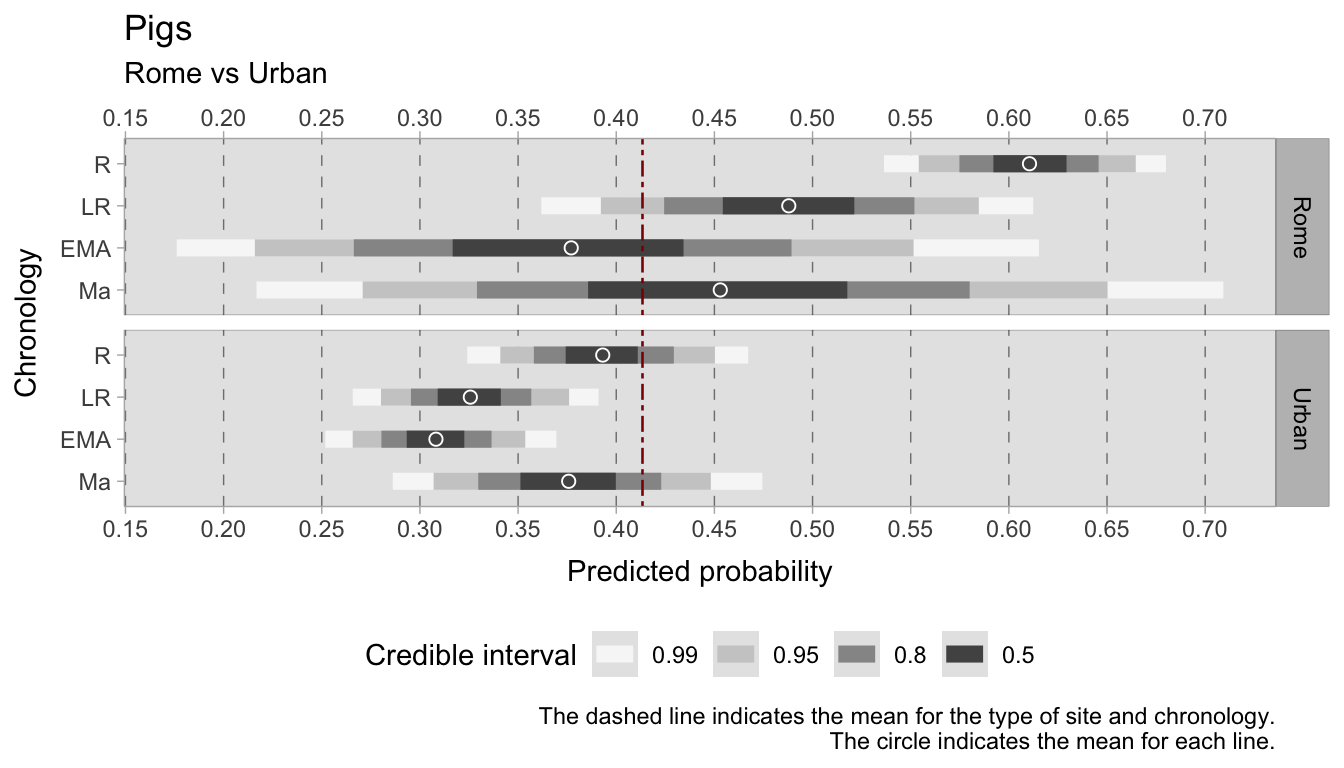 Pigs
Rome vs Urban
0.15 0.20 0.25 0.30 0.35 0.40 0.45 0.50 0.55 0.60 0.65 0.70
Chronology
R
LR
EMA
Ma
Rome
R
LR
EMA
Ma
Urban
0.15 0.20 0.25 0.30 0.35 0.40 0.45 0.50 0.55 0.60 0.65 0.70
Predicted probability
Credible interval 0.99 0.95 0.8 0.5
The dashed line indicates the mean for the type of site and chronology.
The circle indicates the mean for each line.